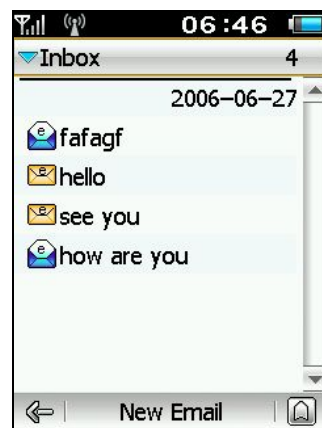 06:46
Inbox 4
2006-06-27
fafagf
hello
see you
how are you
New Email